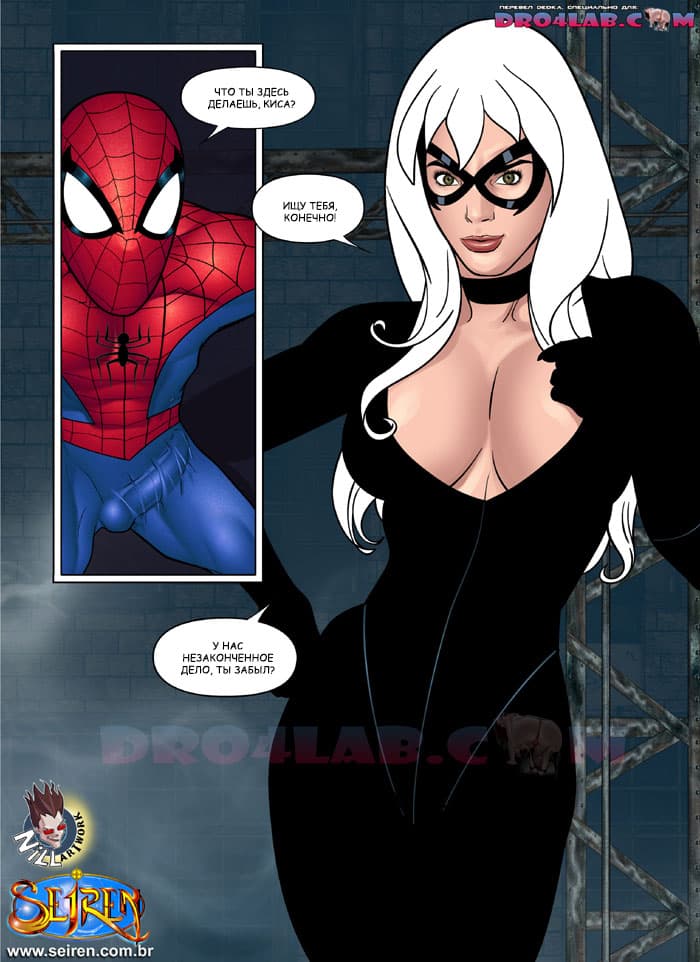 ПЕРЕВЕЛ DEDKA. СПЕЦИАЛЬНО ДЛЯ:
DRO4LAB.COM
ЧТО ТЫ ЗДЕСЬ
ДЕЛАЕШЬ, КИСА?
ИЩУ ТЕБЯ,
КОНЕЧНО!
У НАС
НЕЗАКОНЧЕННОЕ
ДЕЛО, ТЫ ЗАБЫЛ?
DRO4LAB.COM
NILL ARTWORK
SEIREN
www.seiren.com.br